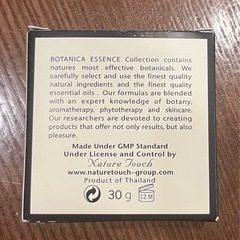 BOTANICA ESSENCE Collection contains
natures most effective botanicals. We
carefully select and use the finest quality
natural ingredients and the finest quality
essential oils . Our formulas are blended
with an expert knowledge of botany,
aromatherapy, phytotherapy and skincare.
Our researchers are devoted to creating
products that offer not only results, but also
pleasure.
Made Under GMP Standard
Under License and Control by
Nature Touch
www.naturetouch-group.com
Product of Thailand
30 g
12 M